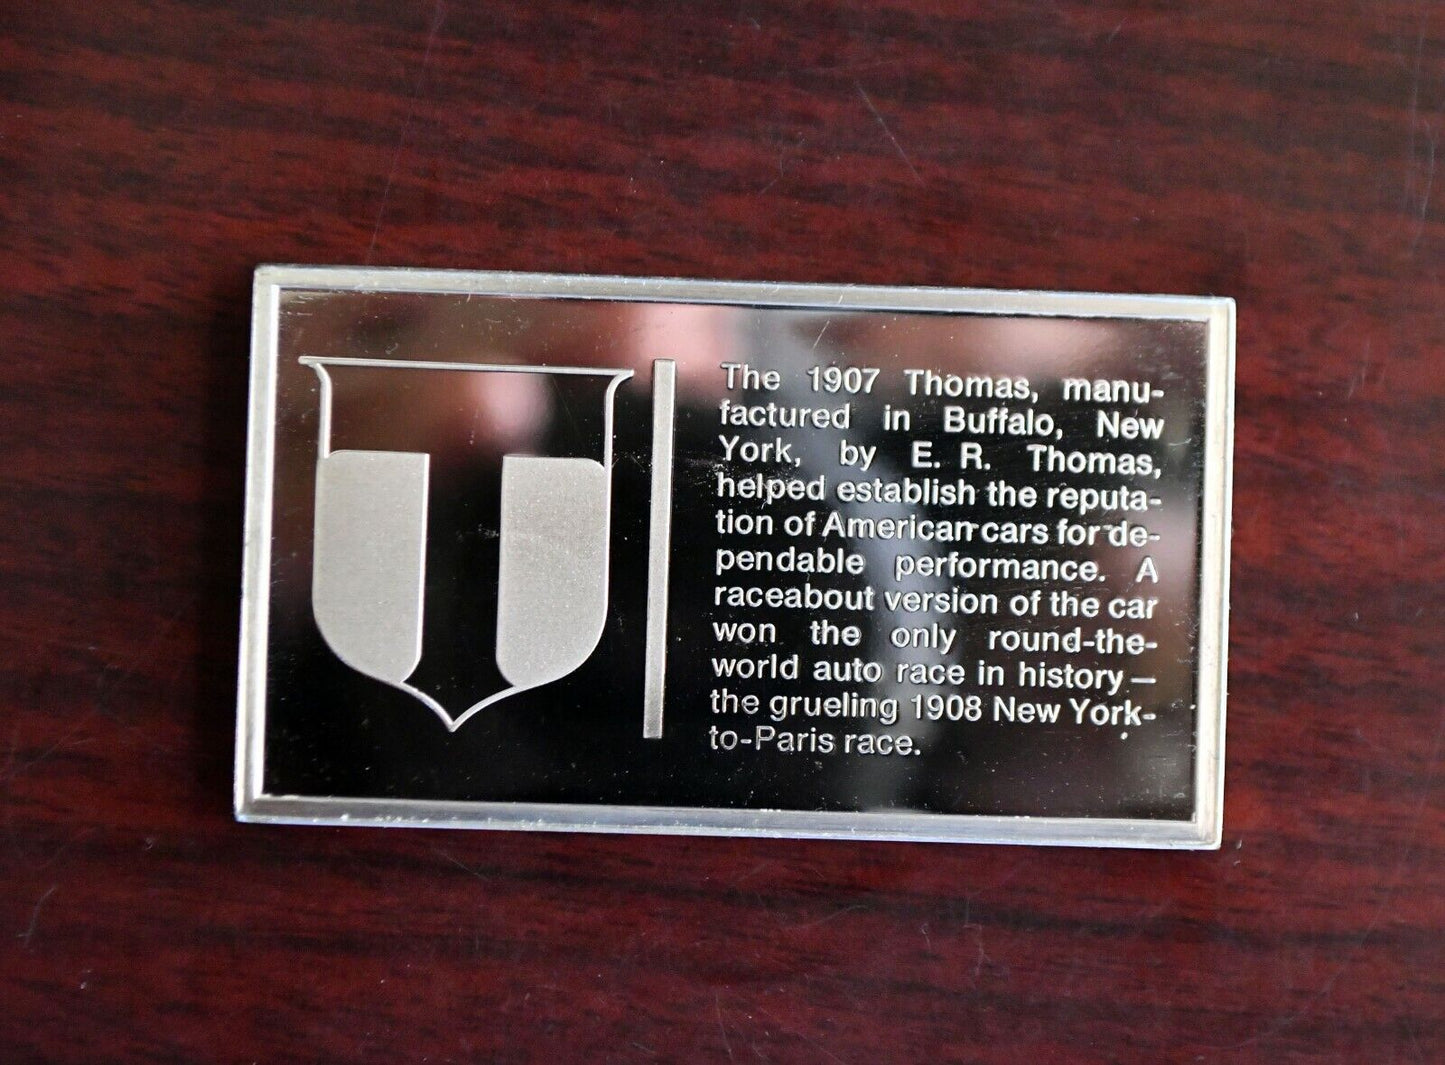 The 1907 Thomas, manu-
factured in Buffalo, New
York, by E. R. Thomas,
helped establish the reputa-
tion of American cars for de-
pendable performance. A
raceabout version of the car
won the only round-the-
world auto race in history—
the grueling 1908 New York-
to-Paris race.